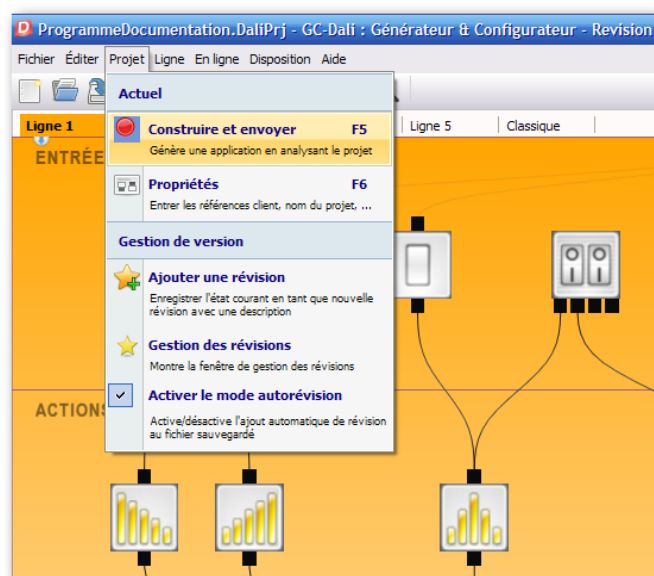 ProgrammeDocumentation.DaliPrj - GC-Dali : Générateur & Configurateur - Revision
Fichier Éditer Projet Ligne En ligne Disposition Aide
Actuel
Ligne 1 Ligne 5 Classique
Construire et envoyer F5
Génère une application en analysant le projet
ENTRÉE
Propriétés F6
Entrer les références client, nom du projet, ...
Gestion de version
Ajouter une révision
Enregistrer l'état courant en tant que nouvelle
révision avec une description
Gestion des révisions
Montre la fenêtre de gestion des révisions
Activer le mode autorévision
ACTIONS
Active/désactive l'ajout automatique de révision
au fichier sauvegardé